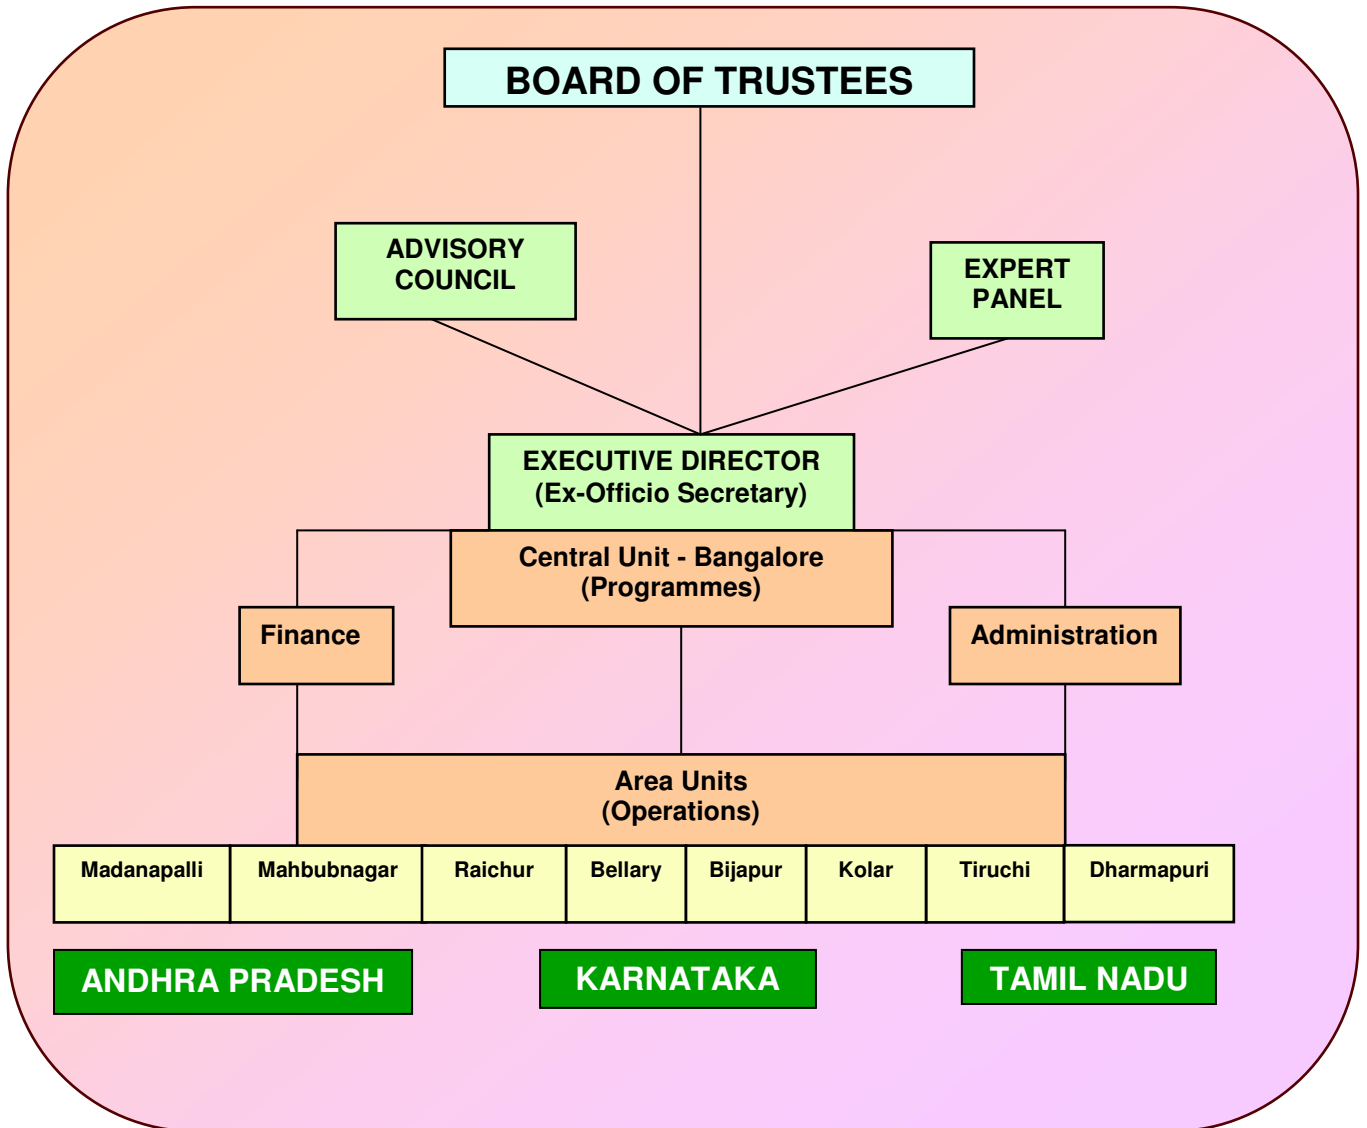 BOARD OF TRUSTEES
ADVISORY
COUNCIL
EXPERT
PANEL
EXECUTIVE DIRECTOR
(Ex-Officio Secretary)
Central Unit - Bangalore
(Programmes)
Finance
Administration
Area Units
(Operations)
Madanapalli
Mahbubnagar
Raichur
Bellary
Bijapur
Kolar
Tiruchi
Dharmapuri
ANDHRA PRADESH
KARNATAKA
TAMIL NADU